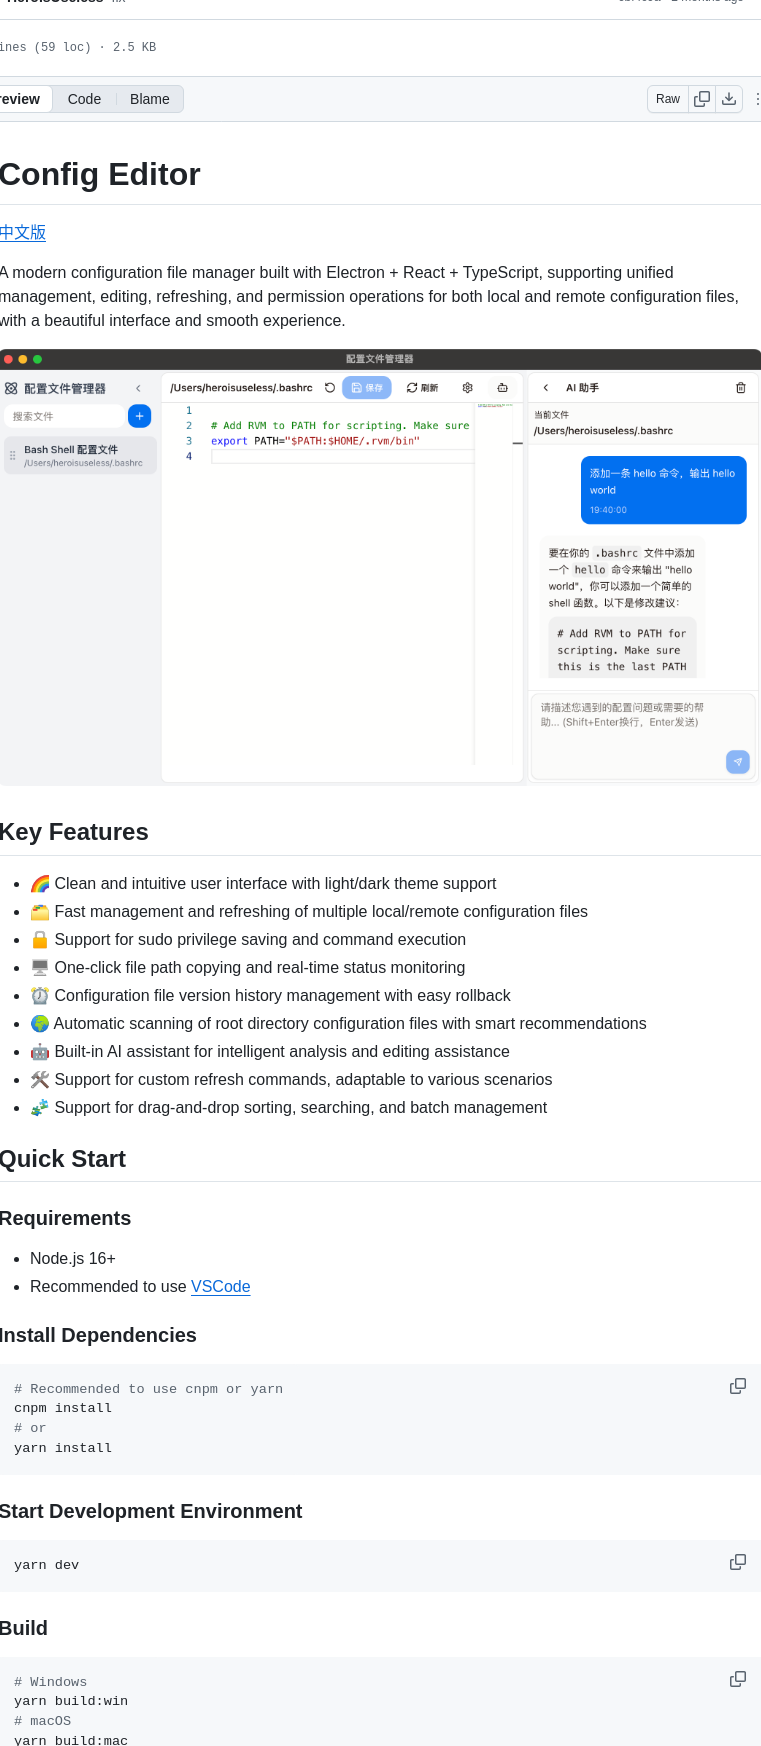 ines (59 loc) · 2.5 KB
review Code Blame Raw
Config Editor
中文版
A modern configuration file manager built with Electron + React + TypeScript, supporting unified
management, editing, refreshing, and permission operations for both local and remote configuration files,
with a beautiful interface and smooth experience.
配置文件管理器
配置文件管理器
搜索文件
Bash Shell 配置文件
/Users/heroisuseless/.bashrc
/Users/heroisuseless/.bashrc 保存 刷新
1
2 # Add RVM to PATH for scripting. Make sure
3 export PATH="$PATH:$HOME/.rvm/bin"
4
AI 助手
当前文件
/Users/heroisuseless/.bashrc
添加一条 hello 命令，输出 hello
world
19:40:00
要在你的 .bashrc 文件中添加
一个 hello 命令来输出 "hello
world"，你可以添加一个简单的
shell 函数。以下是修改建议：
# Add RVM to PATH for
scripting. Make sure
this is the last PATH
请描述您遇到的配置问题或需要的帮
助... (Shift+Enter换行，Enter发送)
Key Features
🌈 Clean and intuitive user interface with light/dark theme support
🗂️ Fast management and refreshing of multiple local/remote configuration files
🔒 Support for sudo privilege saving and command execution
🖥️ One-click file path copying and real-time status monitoring
⏰ Configuration file version history management with easy rollback
🌍 Automatic scanning of root directory configuration files with smart recommendations
🤖 Built-in AI assistant for intelligent analysis and editing assistance
🛠️ Support for custom refresh commands, adaptable to various scenarios
🧩 Support for drag-and-drop sorting, searching, and batch management
Quick Start
Requirements
Node.js 16+
Recommended to use VSCode
Install Dependencies
# Recommended to use cnpm or yarn
cnpm install
# or
yarn install
Start Development Environment
yarn dev
Build
# Windows
yarn build:win
# macOS
yarn build:mac